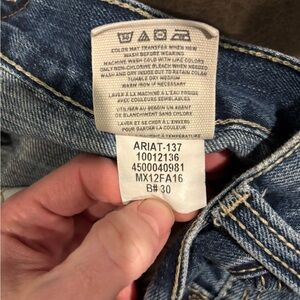 COLOR MAY TRANSFER WHEN NEW
WASH BEFORE WEARING
MACHINE WASH COLD WITH LIKE COLORS
ONLY NON-CHLORINE BLEACH WHEN NEEDED
WASH AND DRY INSIDE OUT TO RETAIN COLOR
TUMBLE DRY MEDIUM
WARM IRON IF NECESSARY
LAVER A LA MACHINE A L'EAU FROIDE
AVEC COULEURS SEMBLABLES
UTILISER AU BESOIN UN AGENT
DE BLANCHIMENT SANS CHLORE
LAVER ET SÉCHER A L'ENVERS
POUR GARDER LA COULEUR
TEMPERATURE
ARIAT-137
10012136
4500040981
MX12FA16
B# 30